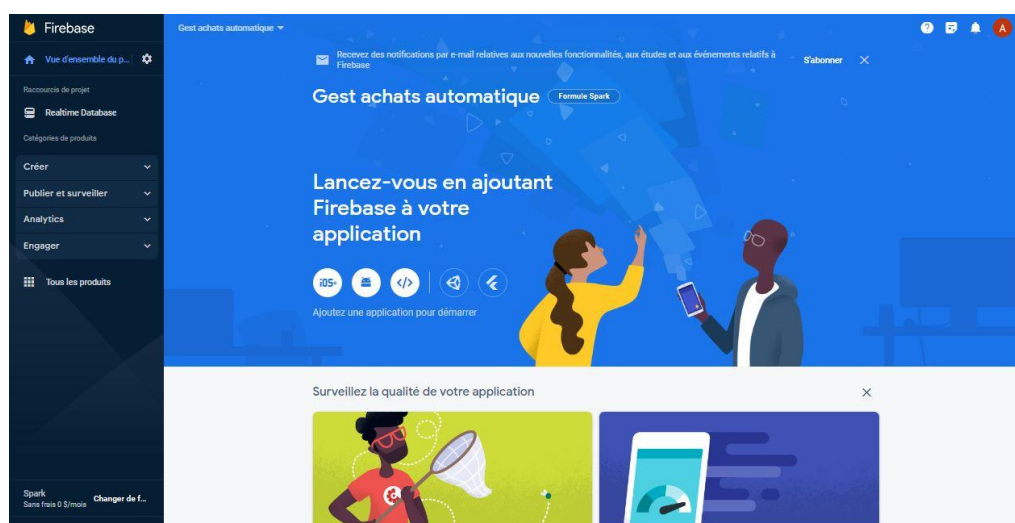 Firebase
Gest achats automatique
Vue d'ensemble du p...
Recevez des notifications par e-mail relatives aux nouvelles fonctionnalités, aux études et aux événements relatifs à
Firebase
S'abonner
A
Raccourcis de projet
Realtime Database
Catégories de produits
Créer
Publier et surveiller
Analytics
Engager
Tous les produits
Gest achats automatique
Formule Spark
Lancez-vous en ajoutant
Firebase à votre
application
iOS+
</>
Ajoutez une application pour démarrer
Surveillez la qualité de votre application
Spark
Sans frais 0 $/mois
Changer de f...